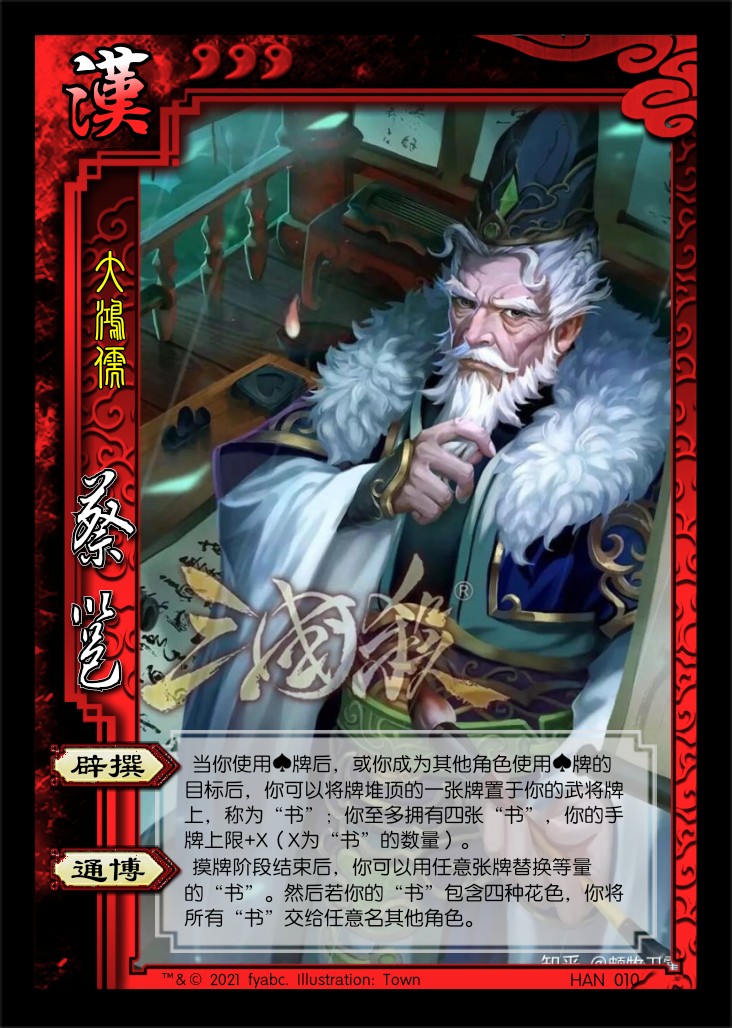 漢
大鴻儒
蔡邕
三國殺®
辟撰
当你使用♠牌后，或你成为其他角色使用♠牌的
目标后，你可以将牌堆顶的一张牌置于你的武将牌
上，称为“书”；你至多拥有四张“书”，你的手
牌上限+X（X为“书”的数量）。
通博
摸牌阶段结束后，你可以用任意张牌替换等量
的“书”。然后若你的“书”包含四种花色，你将
所有“书”交给任意名其他角色。
知乎
™&© 2021 fyabc. Illustration: Town
HAN 010